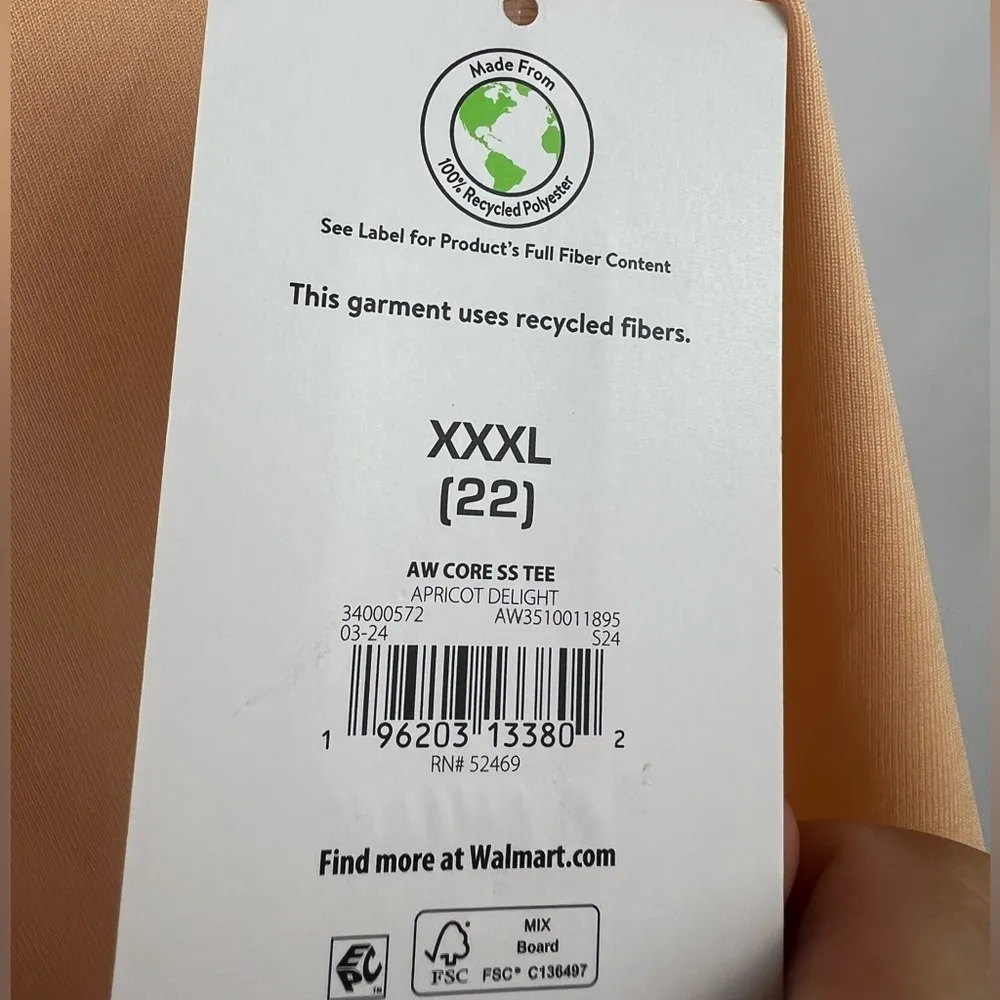 Made From
100% Recycled Polyester
See Label for Product's Full Fiber Content
This garment uses recycled fibers.
XXXL
(22)
AW CORE SS TEE
APRICOT DELIGHT
34000572 AW3510011895
03-24 S24
1 96203 13380 2
RN# 52469
Find more at Walmart.com
EPC TM
MIX
Board
FSC FSC® C136497